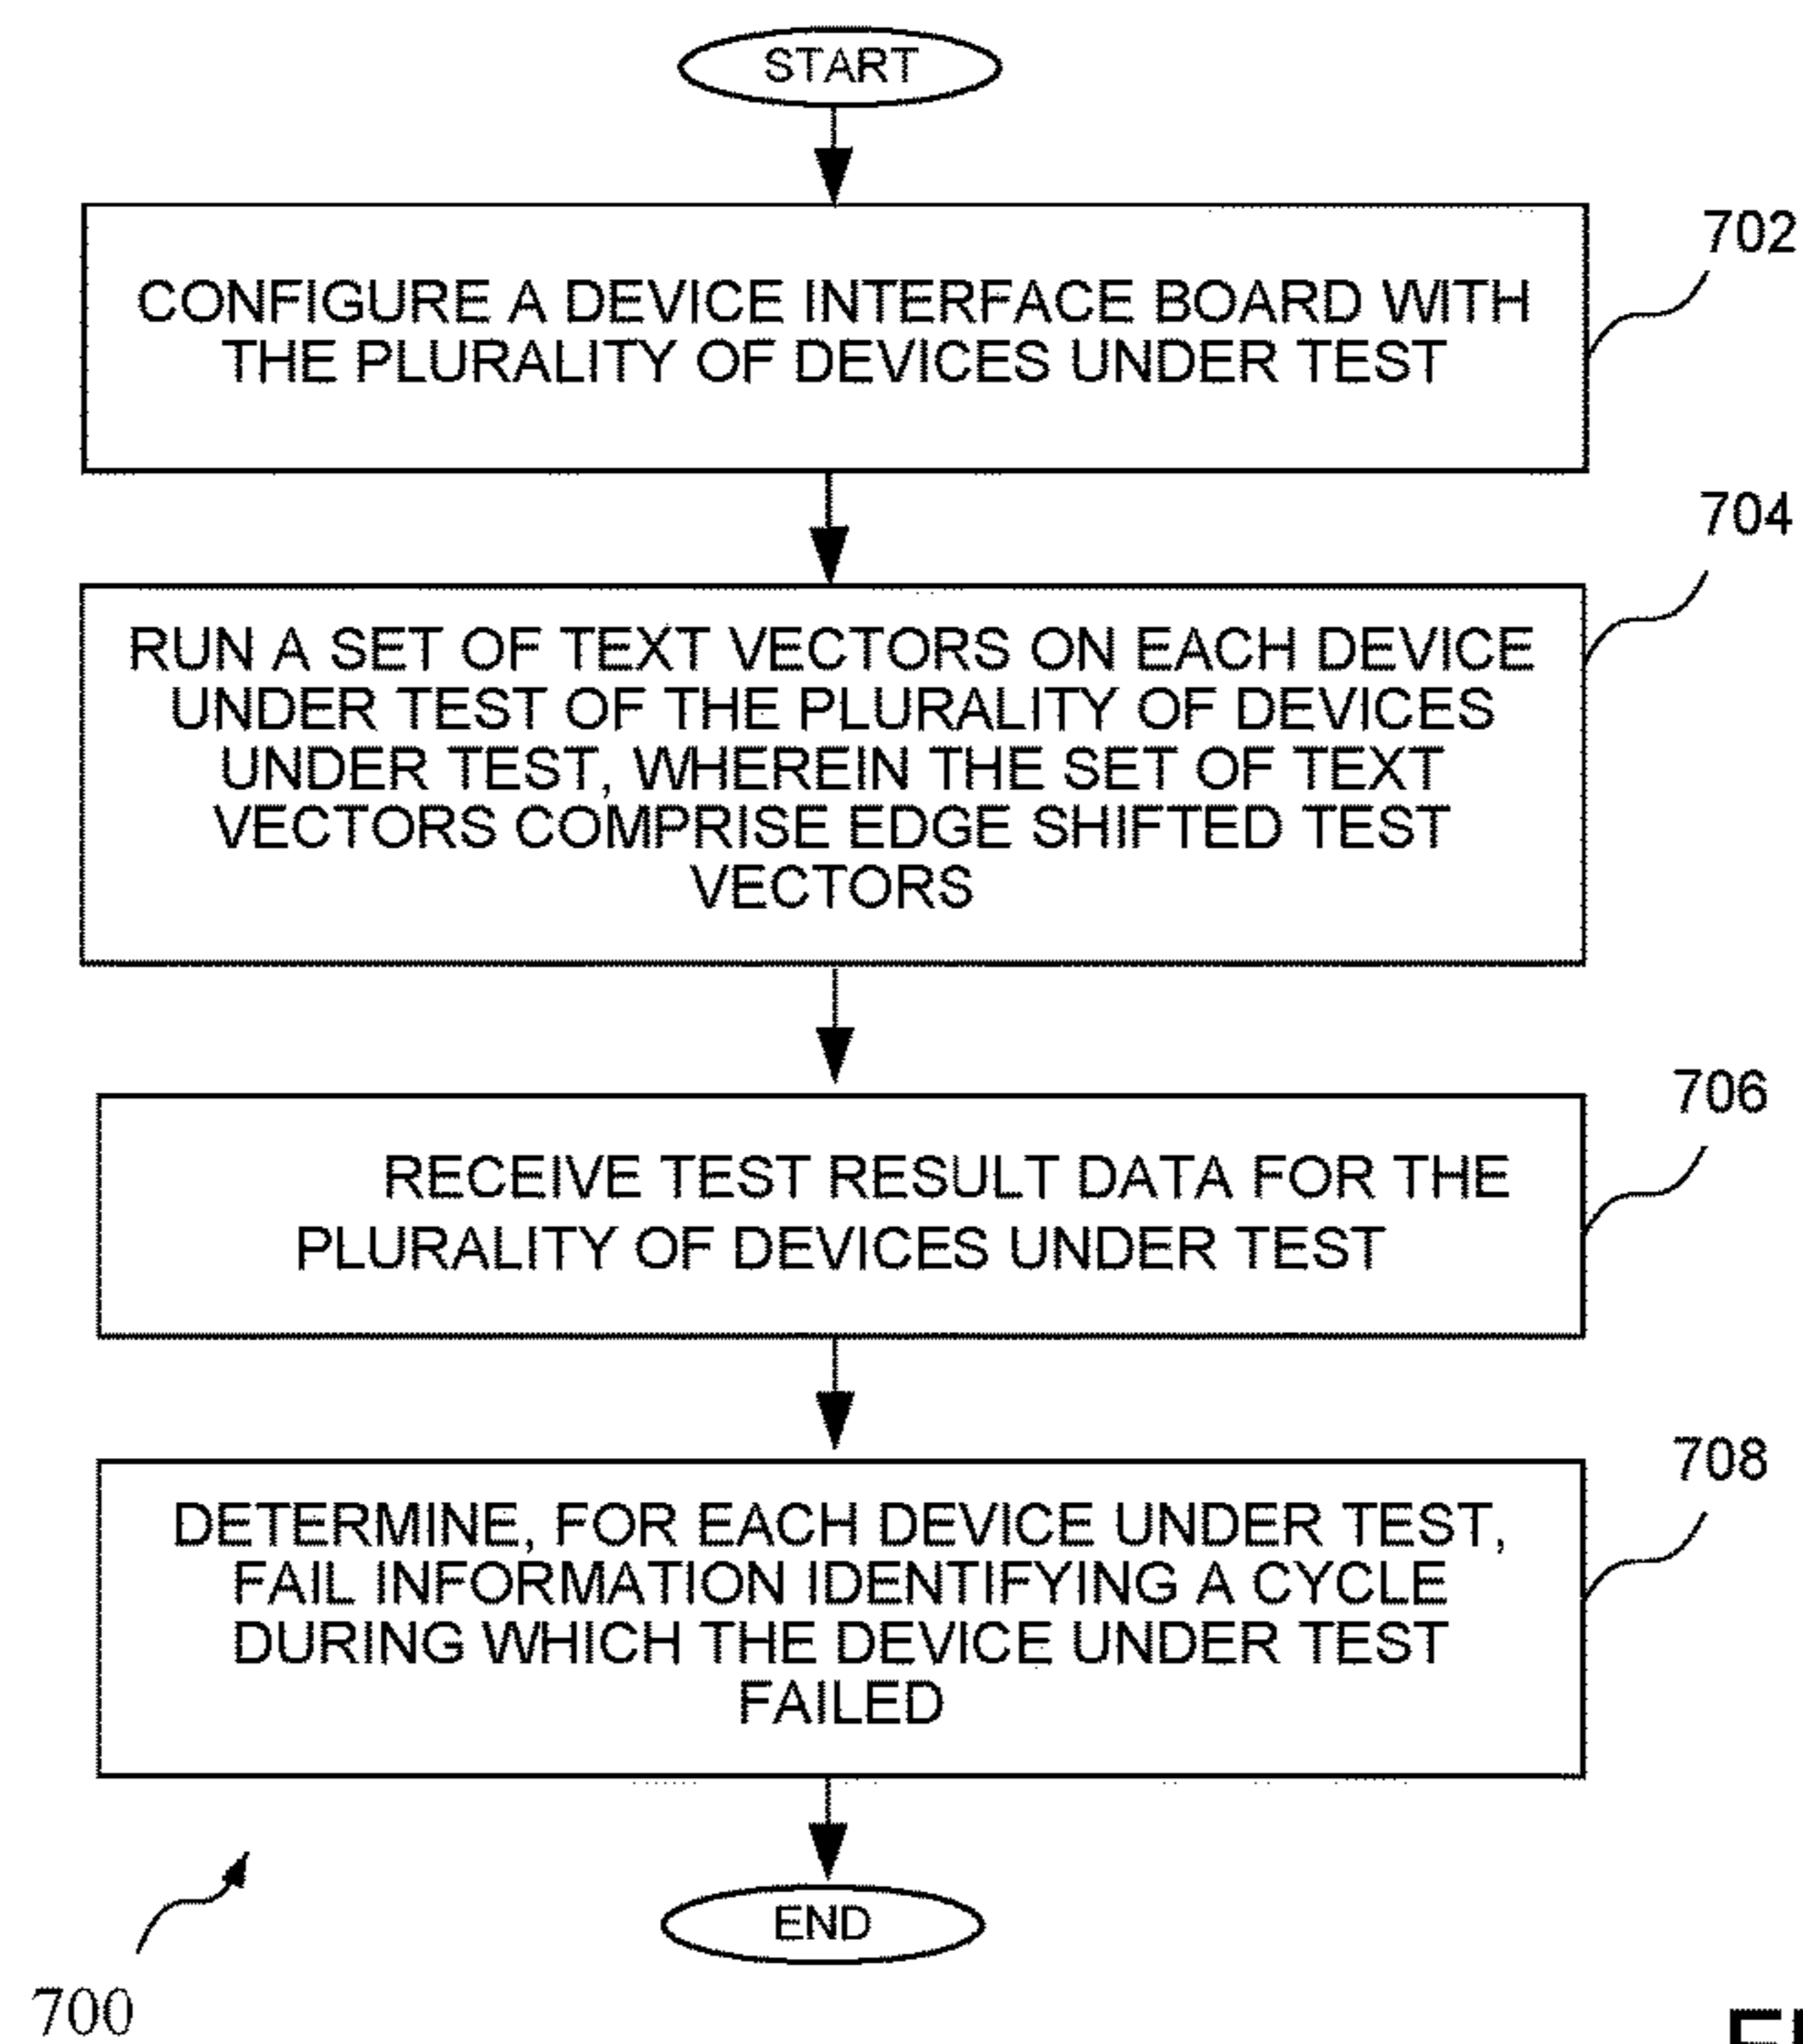 START
702
CONFIGURE A DEVICE INTERFACE BOARD WITH
THE PLURALITY OF DEVICES UNDER TEST
704
RUN A SET OF TEXT VECTORS ON EACH DEVICE
UNDER TEST OF THE PLURALITY OF DEVICES
UNDER TEST, WHEREIN THE SET OF TEXT
VECTORS COMPRISE EDGE SHIFTED TEST
VECTORS
706
RECEIVE TEST RESULT DATA FOR THE
PLURALITY OF DEVICES UNDER TEST
708
DETERMINE, FOR EACH DEVICE UNDER TEST,
FAIL INFORMATION IDENTIFYING A CYCLE
DURING WHICH THE DEVICE UNDER TEST
FAILED
END
700